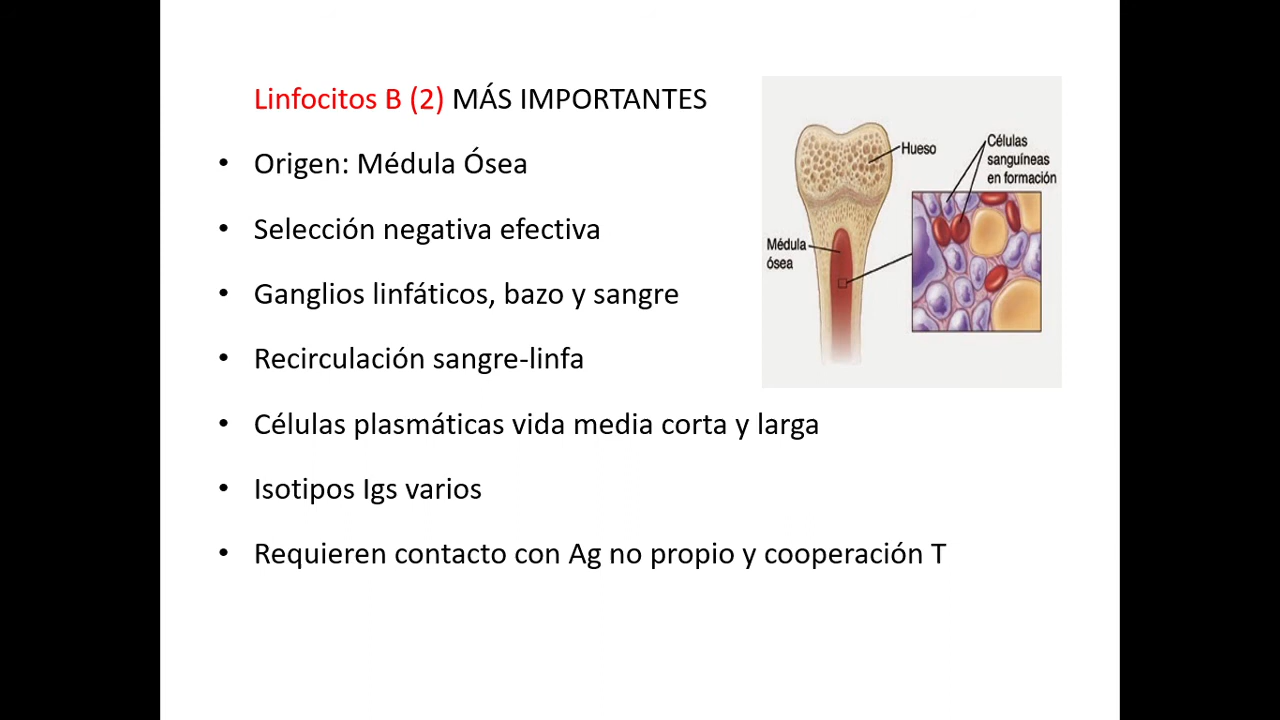 Linfocitos B (2) MÁS IMPORTANTES
• Origen: Médula Ósea
• Selección negativa efectiva
• Ganglios linfáticos, bazo y sangre
• Recirculación sangre-linfa
• Células plasmáticas vida media corta y larga
• Isotipos Igs varios
• Requieren contacto con Ag no propio y cooperación T
Hueso
Células
sanguíneas
en formación
Médula
ósea